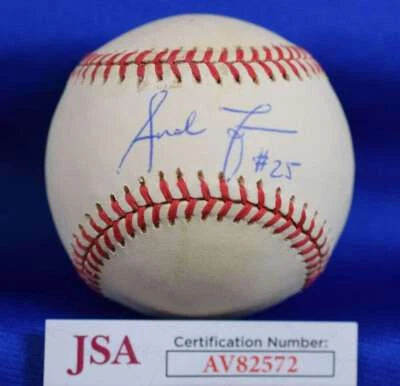 #25
JSA
Certification Number:
AV82572